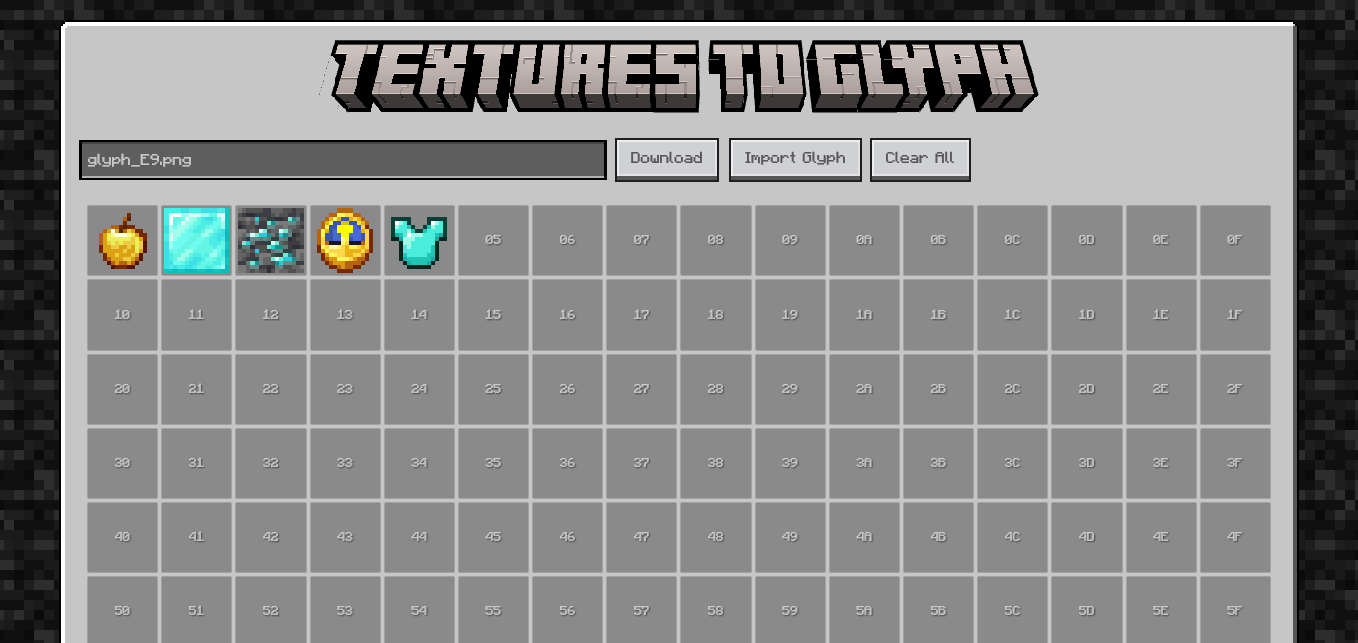 TEXTURES TO GLYPH
glyph_E9.png Download Import Glyph Clear All
05 06 07 08 09 0A 0B 0C 0D 0E 0F
10 11 12 13 14 15 16 17 18 19 1A 1B 1C 1D 1E 1F
20 21 22 23 24 25 26 27 28 29 2A 2B 2C 2D 2E 2F
30 31 32 33 34 35 36 37 38 39 3A 3B 3C 3D 3E 3F
40 41 42 43 44 45 46 47 48 49 4A 4B 4C 4D 4E 4F
50 51 52 53 54 55 56 57 58 59 5A 5B 5C 5D 5E 5F